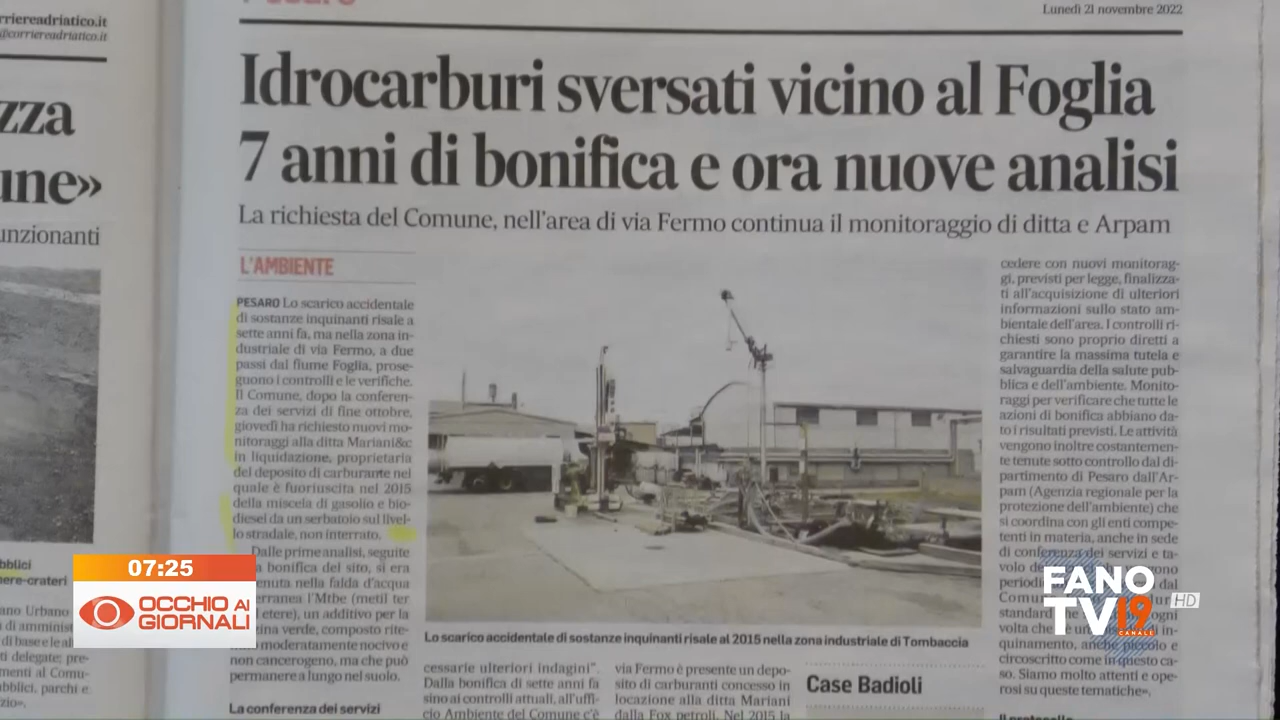 rriereadriatico.it
@corriereadriatico.it
zza
une»
unzionanti
Lunedì 21 novembre 2022
Idrocarburi sversati vicino al Foglia
7 anni di bonifica e ora nuove analisi
La richiesta del Comune, nell'area di via Fermo continua il monitoraggio di ditta e Arpam
L'AMBIENTE
PESARO Lo scarico accidentale
di sostanze inquinanti risale a
sette anni fa, ma nella zona in-
dustriale di via Fermo, a due
passi dal fiume Foglia, prose-
guono i controlli e le verifiche.
Il Comune, dopo la conferen-
za dei servizi di fine ottobre,
giovedì ha richiesto nuovi mo-
nitoraggi alla ditta Mariani&c
in liquidazione, proprietaria
del deposito di carburante nel
quale è fuoriuscita nel 2015
della miscela di gasolio e bio-
diesel da un serbatoio sul livel-
lo stradale, non interrato.
Dalle prime analisi, seguite
a bonifica del sito, si era
nuta nella falda d'acqua
erranea l'Mtbe (metil ter
etere), un additivo per la
ina verde, composto rite-
moderatamente nocivo e
non cancerogeno, ma che può
permanere a lungo nel suolo.
La conferenza dei servizi
Lo scarico accidentale di sostanze inquinanti risale al 2015 nella zona industriale di Tombaccia
cessarie ulteriori indagini".
Dalla bonifica di sette anni fa
sino ai controlli attuali, all'uffi-
cio Ambiente del Comune c'è
via Fermo è presente un depo-
sito di carburanti concesso in
locazione alla ditta Mariani
dalla Fox petroli. Nel 2015 la
Case Badioli
cedere con nuovi monitorag-
gi, previsti per legge, finalizza-
ti all'acquisizione di ulteriori
informazioni sullo stato am-
bientale dell'area. I controlli ri-
chiesti sono proprio diretti a
garantire la massima tutela e
salvaguardia della salute pub-
blica e dell'ambiente. Monito-
raggi per verificare che tutte le
azioni di bonifica abbiano da-
to i risultati previsti. Le attività
vengono inoltre costantemen-
te tenute sotto controllo dal di-
partimento di Pesaro dall'Ar-
pam (Agenzia regionale per la
protezione dell'ambiente) che
si coordina con gli enti compe-
tenti in materia, anche in sede
di conferenza dei servizi e ta-
volo de gono
periodi dal
Comun
standard ogni
volta che è un in-
quinamento, anche piccolo e
circoscritto come in questo ca-
so. Siamo molto attenti e ope-
rosi su queste tematiche»,
bblici
nere-crateri
ano Urbano
di amminist
di base e le al
ti delegate; pre-
menti al Comu-
bblici, parchi e
zio».
07:25
OCCHIO AI
GIORNALI
FANO
TV19
CANALE
HD